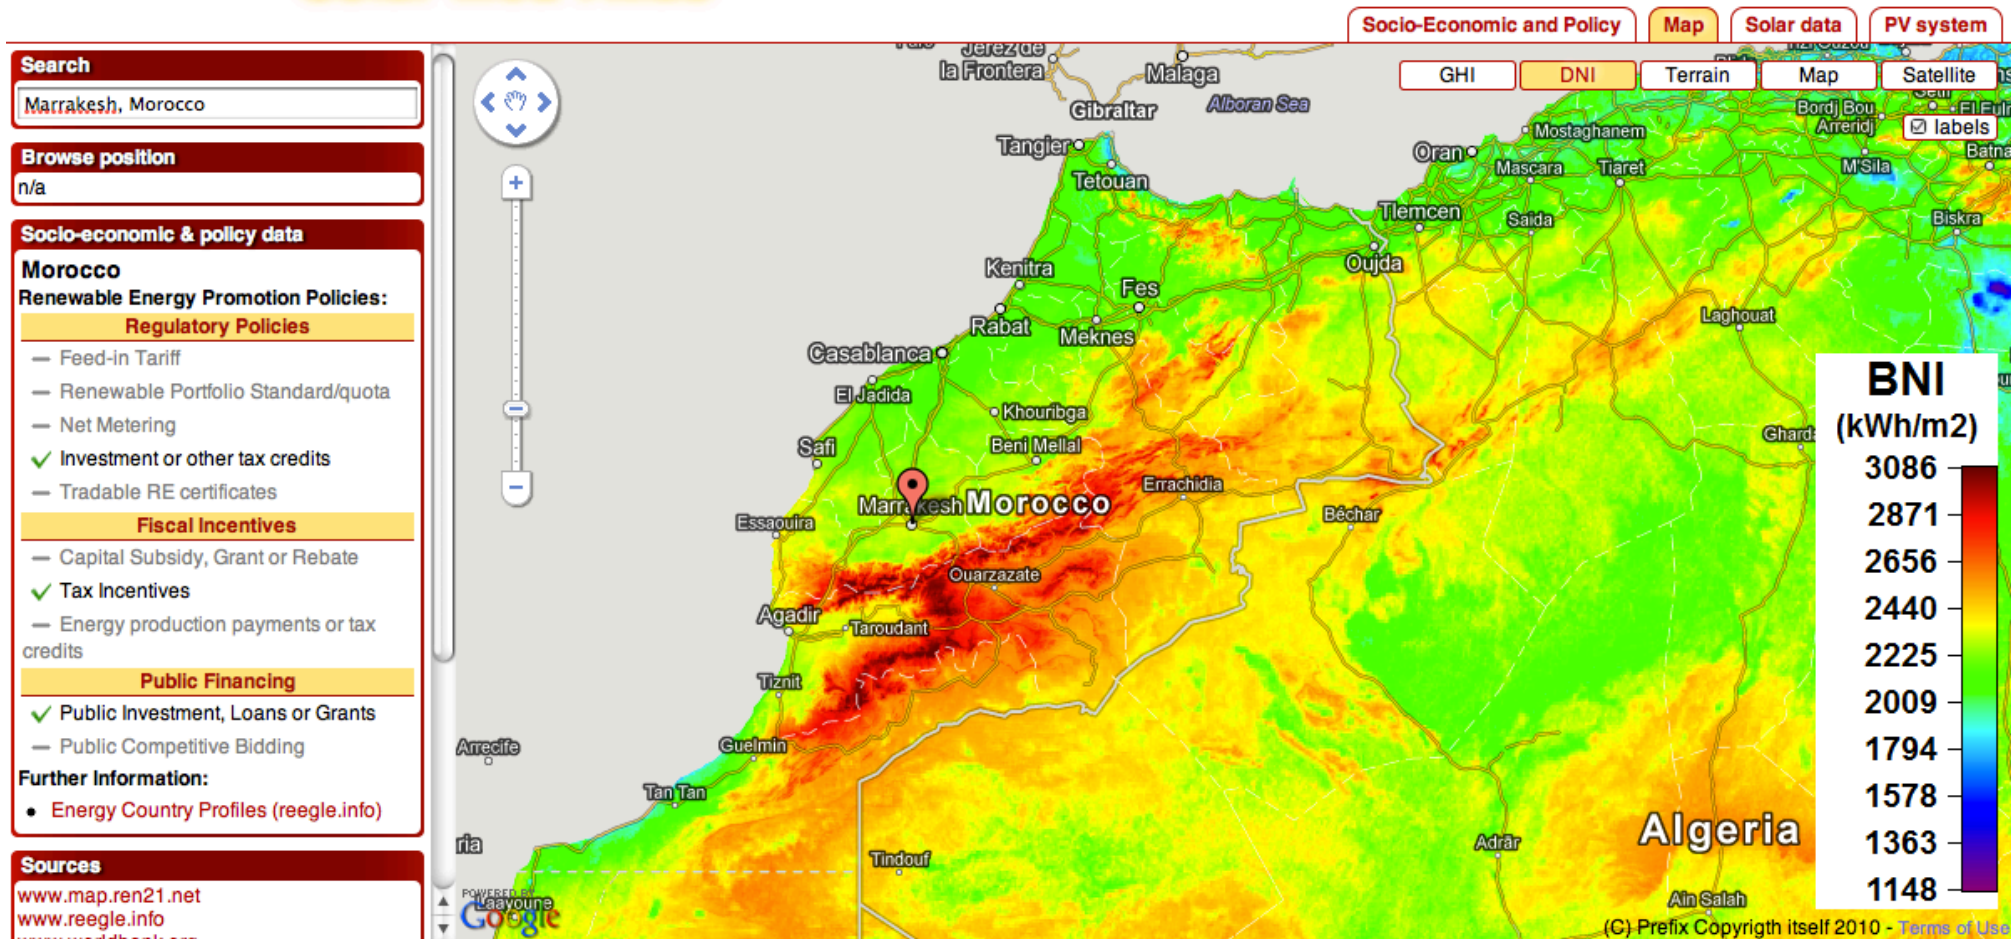 Socio-Economic and Policy
Map
Solar data
PV system
Search
Marrakesh, Morocco
Browse position
n/a
Socio-economic & policy data
Morocco
Renewable Energy Promotion Policies:
Regulatory Policies
Feed-in Tariff
Renewable Portfolio Standard/quota
Net Metering
Investment or other tax credits
Tradable RE certificates
Fiscal Incentives
Capital Subsidy, Grant or Rebate
Tax Incentives
Energy production payments or tax
credits
Public Financing
Public Investment, Loans or Grants
Public Competitive Bidding
Further Information:
Energy Country Profiles (reegle.info)
Sources
www.map.ren21.net
www.reegle.info
GHI
DNI
Terrain
Map
Satellite
labels
Jerez de
la Frontera
Malaga
Gibraltar
Alboran Sea
Tangier
Tetouan
Oran
Mostaghanem
Mascara
Tiaret
Bordj Bou
Arreridj
M'Sila
Batna
Biskra
Tlemcen
Saida
Oujda
Kenitra
Fes
Rabat
Meknes
Laghouat
Casablanca
El Jadida
Khouribga
Safi
Beni Mellal
Marrakesh
Morocco
Errachidia
Essaouira
Béchar
Ouarzazate
Agadir
Taroudant
Tiznit
Guelmin
Arrecife
Tan Tan
ria
Tindouf
Adrār
Algeria
Ain Salah
Laayoune
POWERED BY
Google
BNI
(kWh/m2)
3086
2871
2656
2440
2225
2009
1794
1578
1363
1148
(C) Prefix Copyrigth itself 2010 - Terms of Use